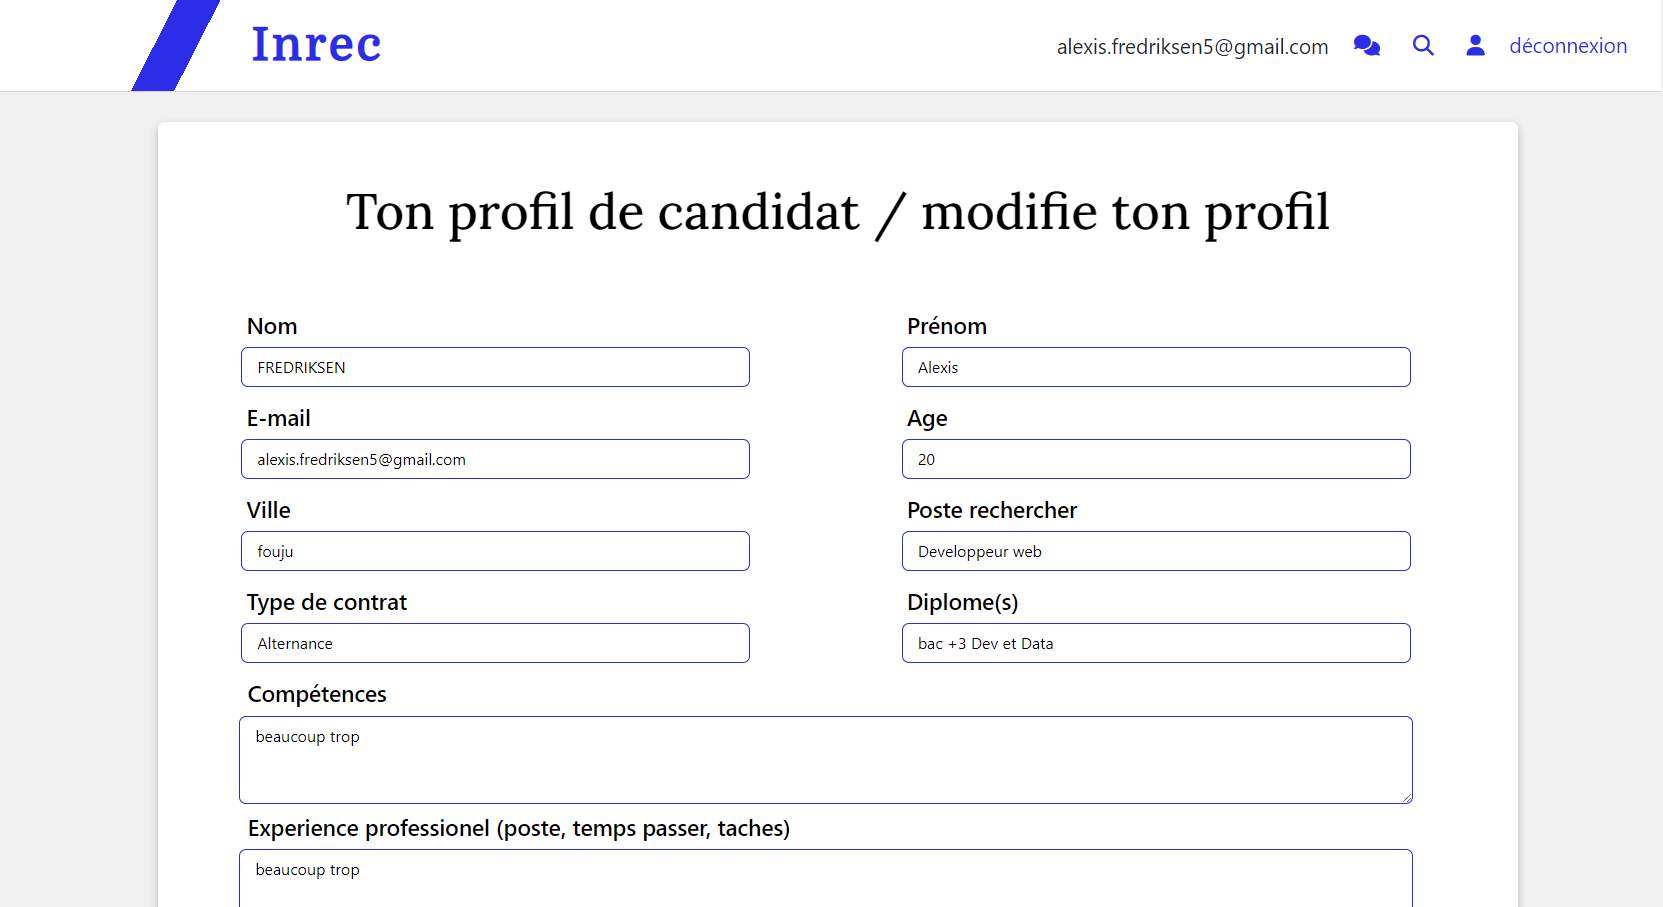 Inrec
alexis.fredriksen5@gmail.com déconnexion
Ton profil de candidat / modifie ton profil
Nom
FREDRIKSEN
Prénom
Alexis
E-mail
alexis.fredriksen5@gmail.com
Age
20
Ville
fouju
Poste rechercher
Developpeur web
Type de contrat
Alternance
Diplome(s)
bac +3 Dev et Data
Compétences
beaucoup trop
Experience professionel (poste, temps passer, taches)
beaucoup trop